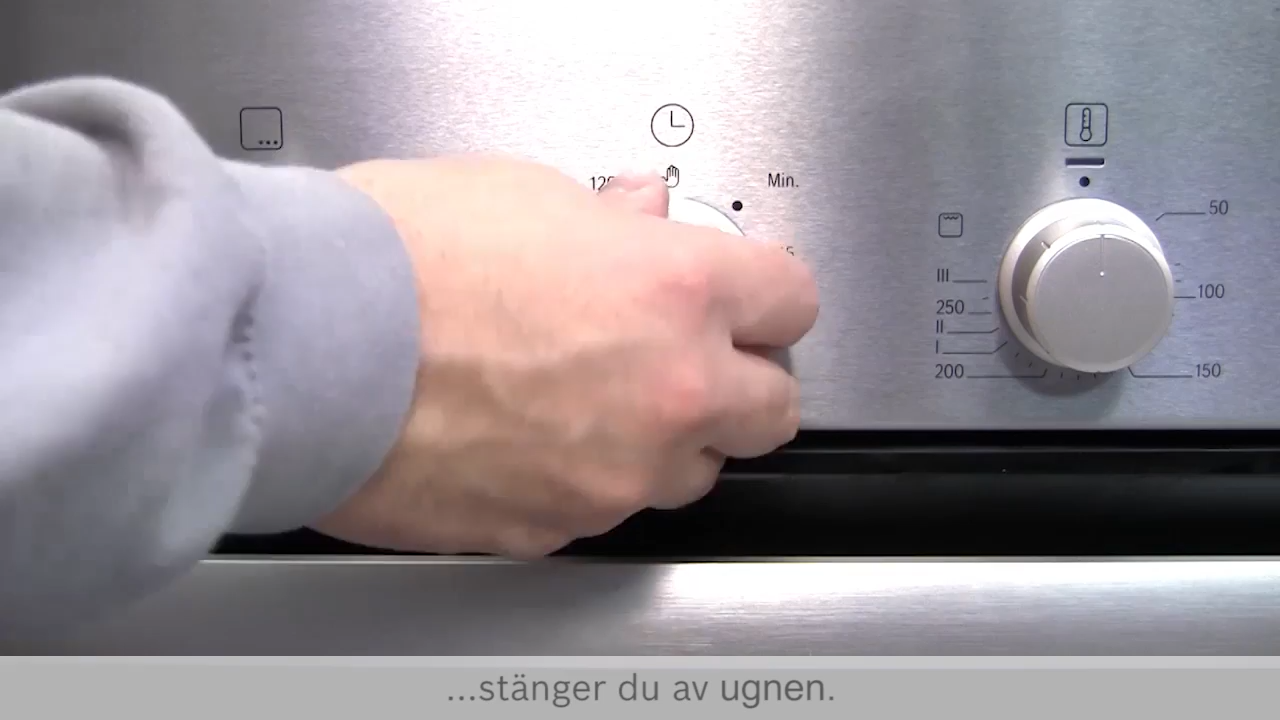 Min.
50
III
100
250
II
I
200
150
...stänger du av ugnen.